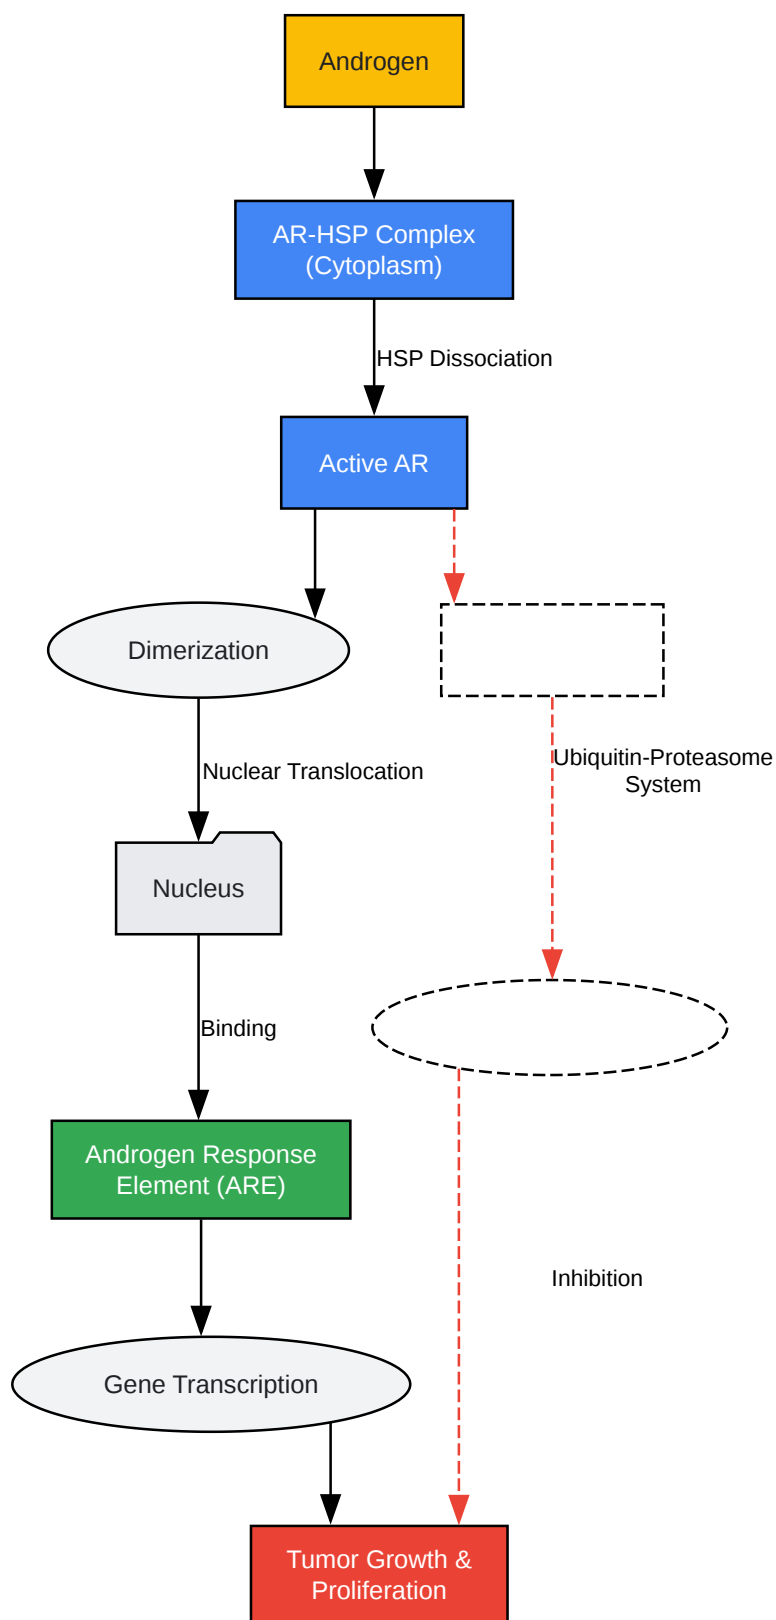 Androgen
AR-HSP Complex
(Cytoplasm)
HSP Dissociation
Active AR
Dimerization
Nuclear Translocation
Ubiquitin-Proteasome
System
Nucleus
Binding
Androgen Response
Element (ARE)
Inhibition
Gene Transcription
Tumor Growth &
Proliferation